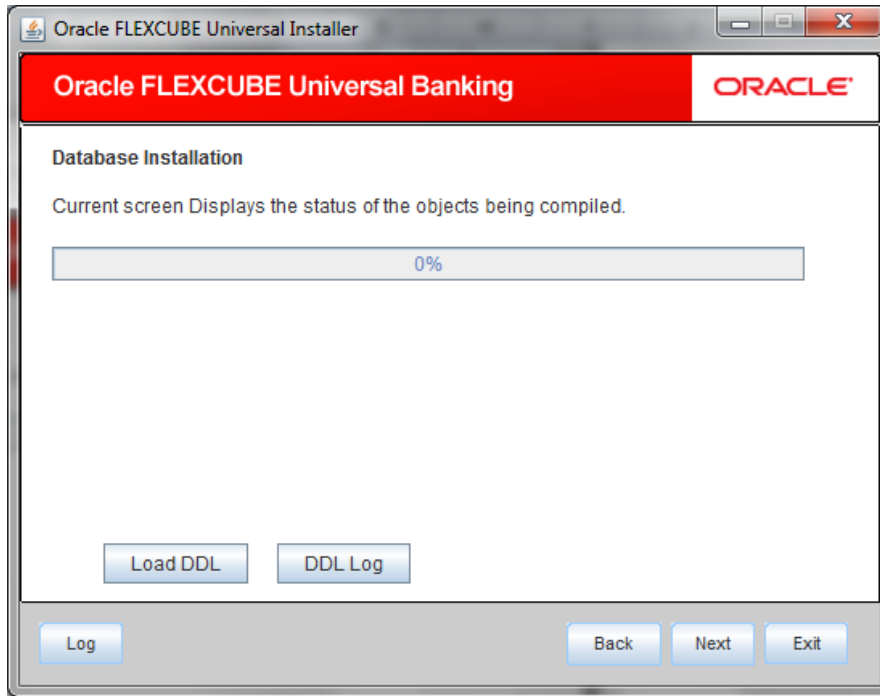 Oracle FLEXCUBE Universal Installer
Oracle FLEXCUBE Universal Banking
ORACLE
Database Installation
Current screen Displays the status of the objects being compiled.
0%
Load DDL DDL Log
Log Back Next Exit